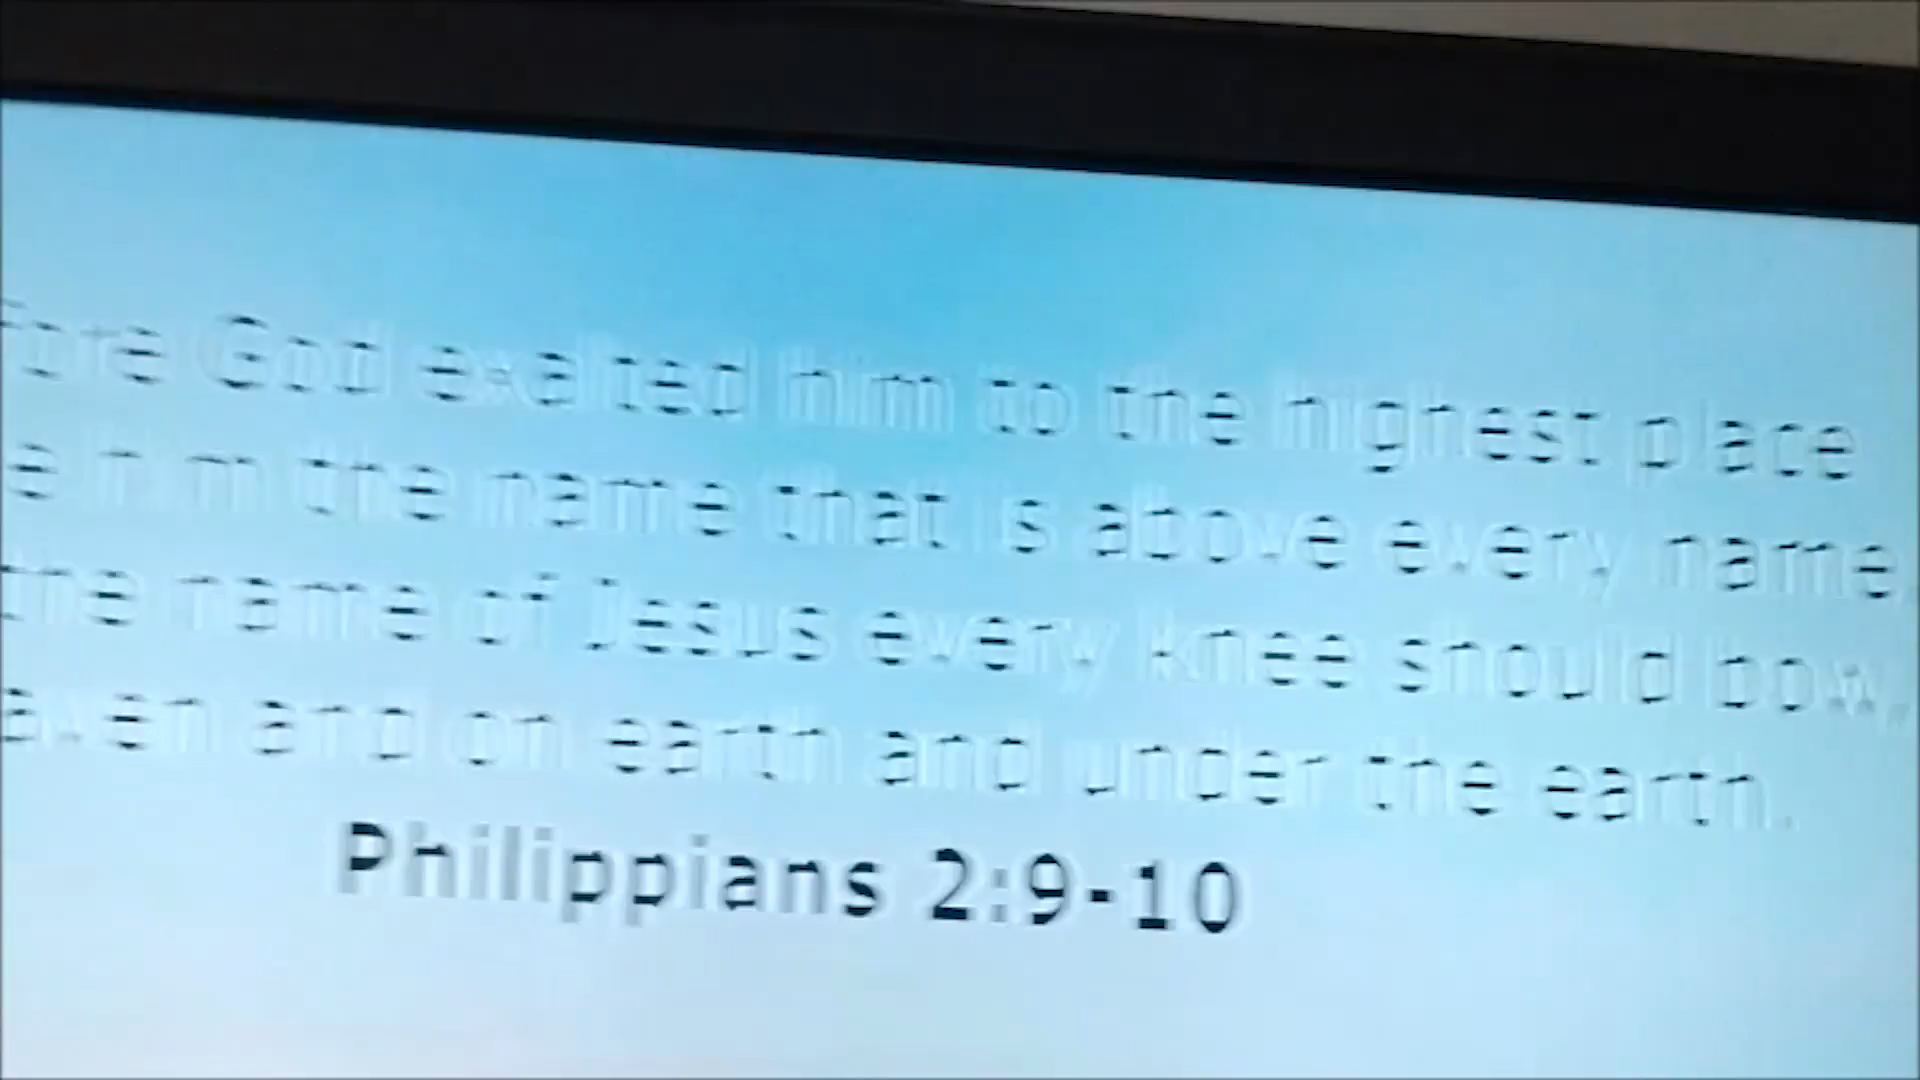 fore God exalted him to the highest place
e him the name that is above every name,
the name of Jesus every knee should bow,
aven and on earth and under the earth.
Philippians 2:9-10